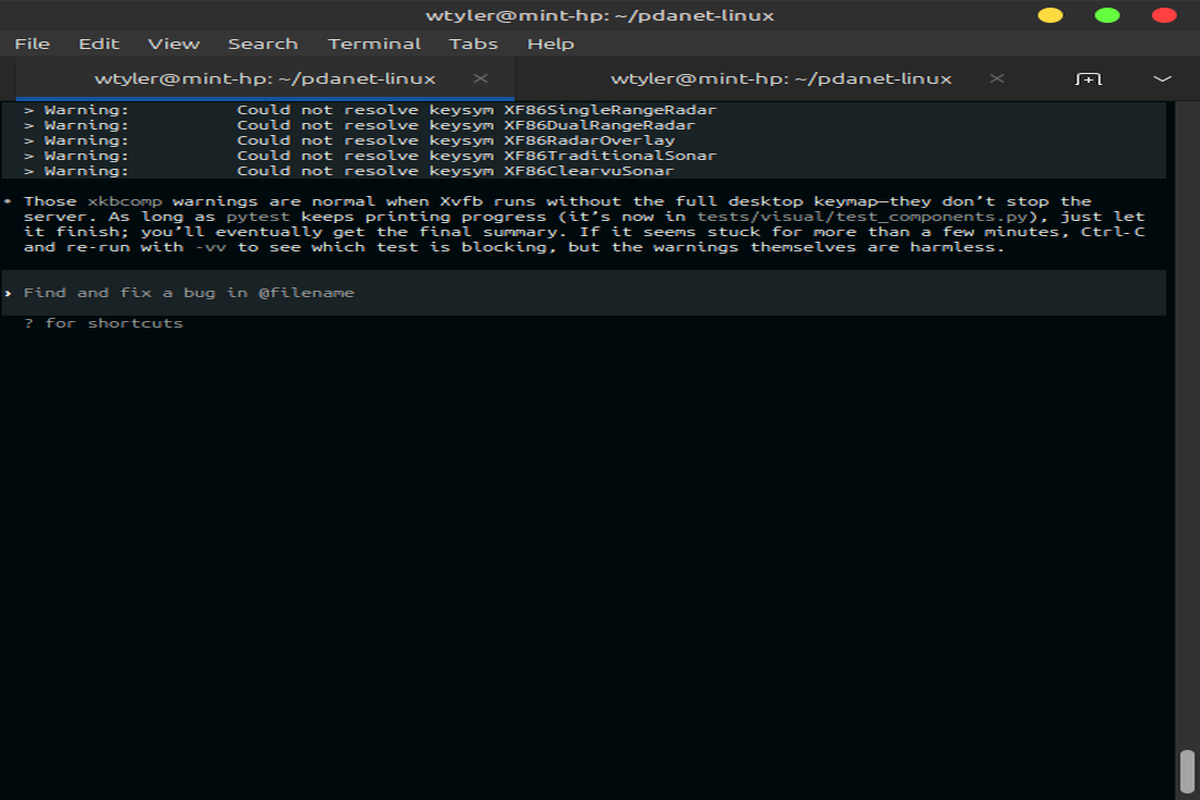 wtyler@mint-hp: ~/pdanet-linux
File Edit View Search Terminal Tabs Help
wtyler@mint-hp: ~/pdanet-linux × wtyler@mint-hp: ~/pdanet-linux ×
> Warning: Could not resolve keysym XF86SingleRangeRadar
> Warning: Could not resolve keysym XF86DualRangeRadar
> Warning: Could not resolve keysym XF86RadarOverlay
> Warning: Could not resolve keysym XF86TraditionalSonar
> Warning: Could not resolve keysym XF86ClearvuSonar
• Those xkbcomp warnings are normal when Xvfb runs without the full desktop keymap—they don’t stop the
server. As long as pytest keeps printing progress (it’s now in tests/visual/test_components.py), just let
it finish; you’ll eventually get the final summary. If it seems stuck for more than a few minutes, Ctrl-C
and re-run with -vv to see which test is blocking, but the warnings themselves are harmless.
› Find and fix a bug in @filename
? for shortcuts